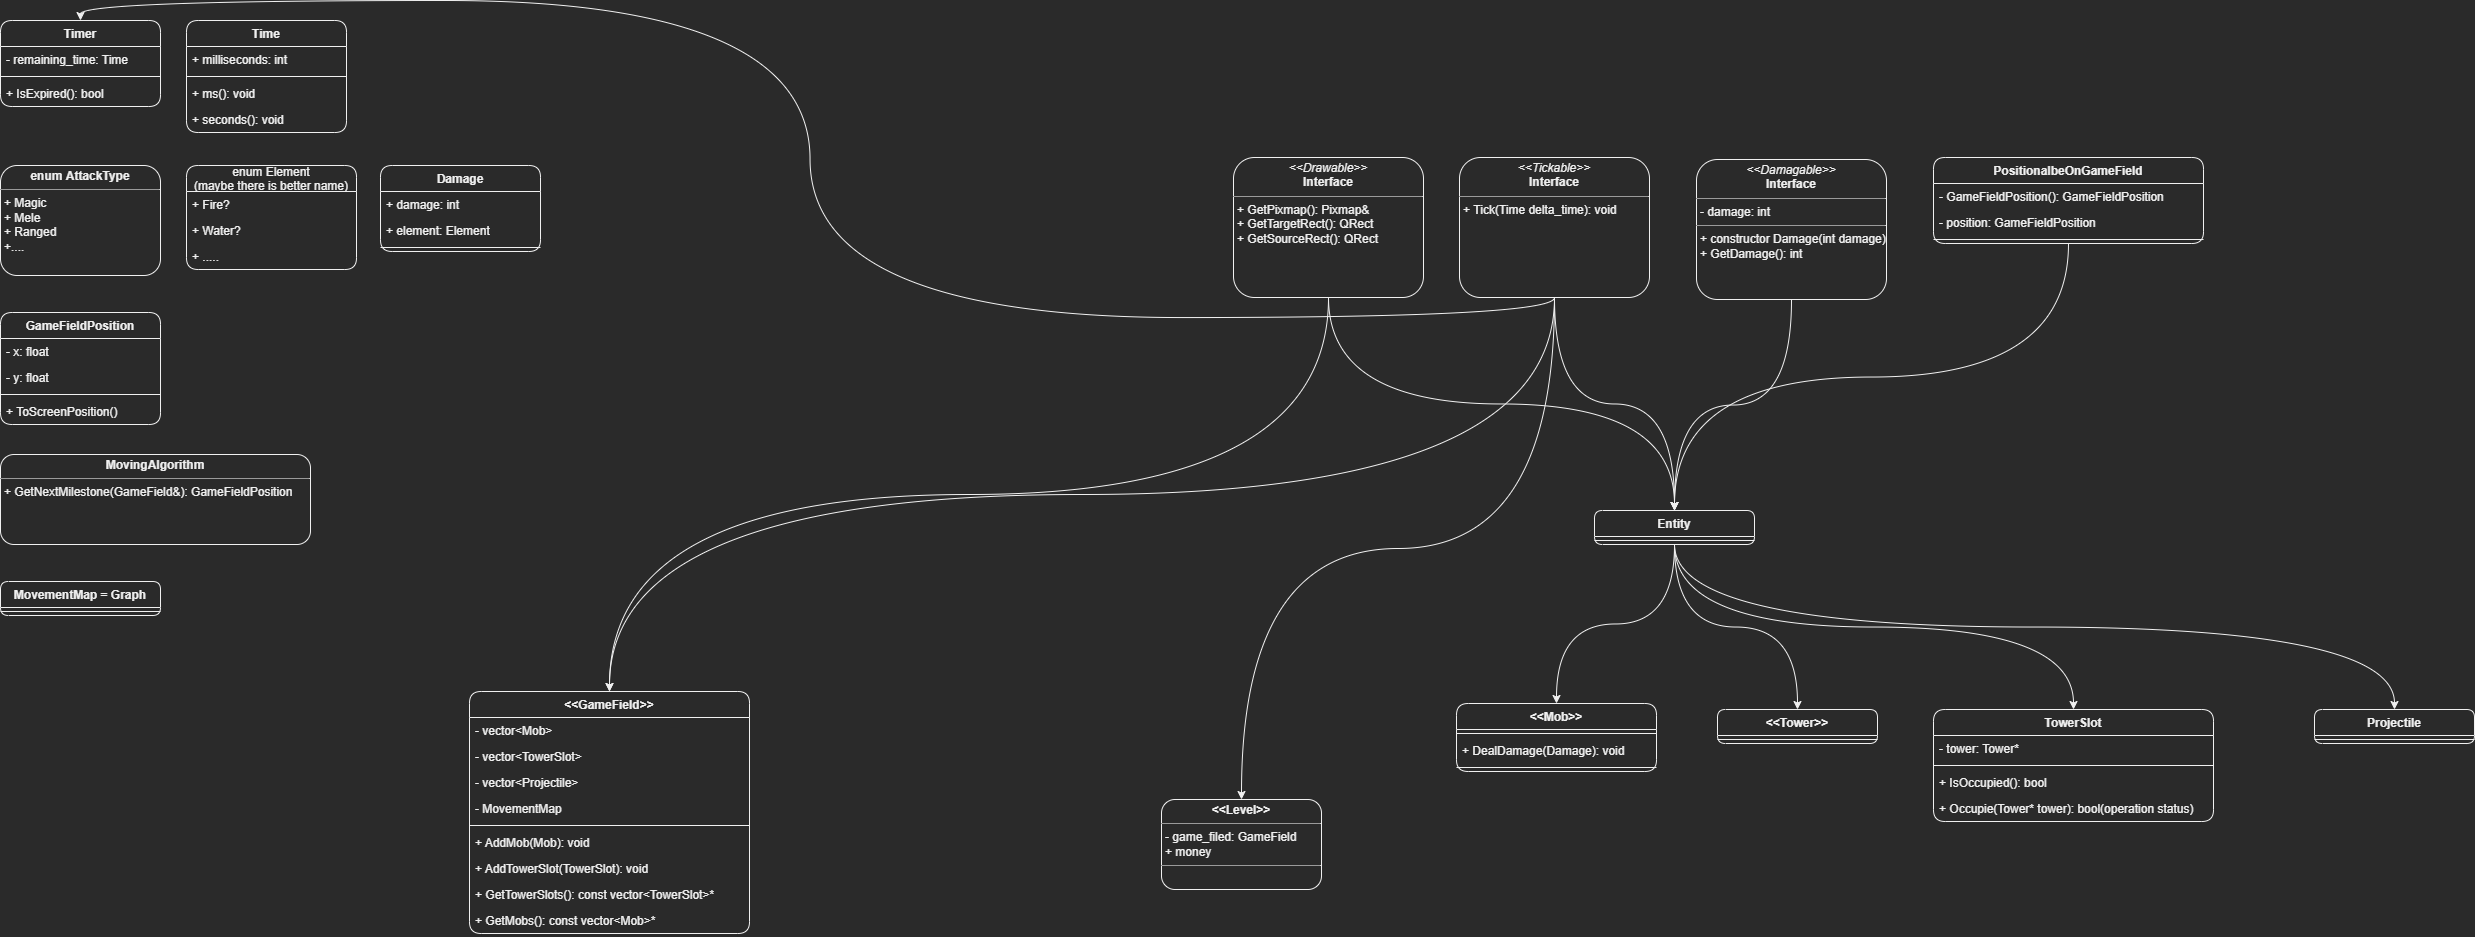 Timer
- remaining_time: Time
+ IsExpired(): bool
Time
+ milliseconds: int
+ ms(): void
+ seconds(): void
enum AttackType
+ Magic
+ Mele
+ Ranged
+....
enum Element
(maybe there is better name)
+ Fire?
+ Water?
+ .....
Damage
+ damage: int
+ element: Element
<<Drawable>>
Interface
+ GetPixmap(): Pixmap&
+ GetTargetRect(): QRect
+ GetSourceRect(): QRect
<<Tickable>>
Interface
+ Tick(Time delta_time): void
<<Damagable>>
Interface
- damage: int
+ constructor Damage(int damage)
+ GetDamage(): int
PositionalbeOnGameField
- GameFieldPosition(): GameFieldPosition
- position: GameFieldPosition
GameFieldPosition
- x: float
- y: float
+ ToScreenPosition()
MovingAlgorithm
+ GetNextMilestone(GameField&): GameFieldPosition
MovementMap = Graph
Entity
<<GameField>>
- vector<Mob>
- vector<TowerSlot>
- vector<Projectile>
- MovementMap
+ AddMob(Mob): void
+ AddTowerSlot(TowerSlot): void
+ GetTowerSlots(): const vector<TowerSlot>*
+ GetMobs(): const vector<Mob>*
<<Level>>
- game_filed: GameField
+ money
<<Mob>>
+ DealDamage(Damage): void
<<Tower>>
TowerSlot
- tower: Tower*
+ IsOccupied(): bool
+ Occupie(Tower* tower): bool(operation status)
Projectile